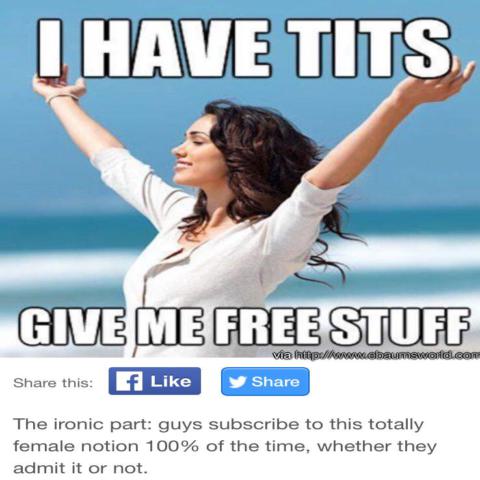 I HAVE TITS
GIVE ME FREE STUFF
via http://www.ebaumsworld.com
Share this:
Like
Share
The ironic part: guys subscribe to this totally
female notion 100% of the time, whether they
admit it or not.